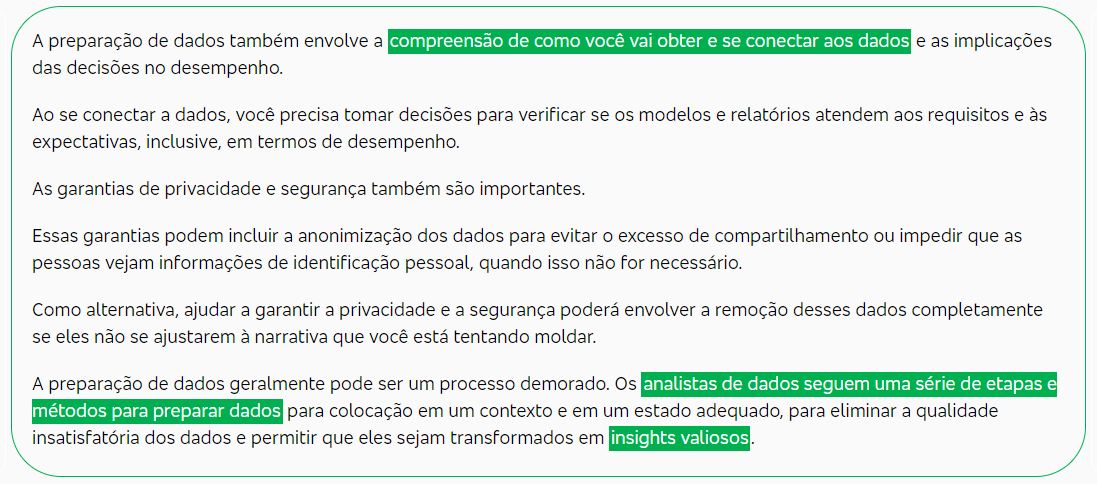 A preparação de dados também envolve a compreensão de como você vai obter e se conectar aos dados e as implicações
das decisões no desempenho.
Ao se conectar a dados, você precisa tomar decisões para verificar se os modelos e relatórios atendem aos requisitos e às
expectativas, inclusive, em termos de desempenho.
As garantias de privacidade e segurança também são importantes.
Essas garantias podem incluir a anonimização dos dados para evitar o excesso de compartilhamento ou impedir que as
pessoas vejam informações de identificação pessoal, quando isso não for necessário.
Como alternativa, ajudar a garantir a privacidade e a segurança poderá envolver a remoção desses dados completamente
se eles não se ajustarem à narrativa que você está tentando moldar.
A preparação de dados geralmente pode ser um processo demorado. Os analistas de dados seguem uma série de etapas e
métodos para preparar dados para colocação em um contexto e em um estado adequado, para eliminar a qualidade
insatisfatória dos dados e permitir que eles sejam transformados em insights valiosos.